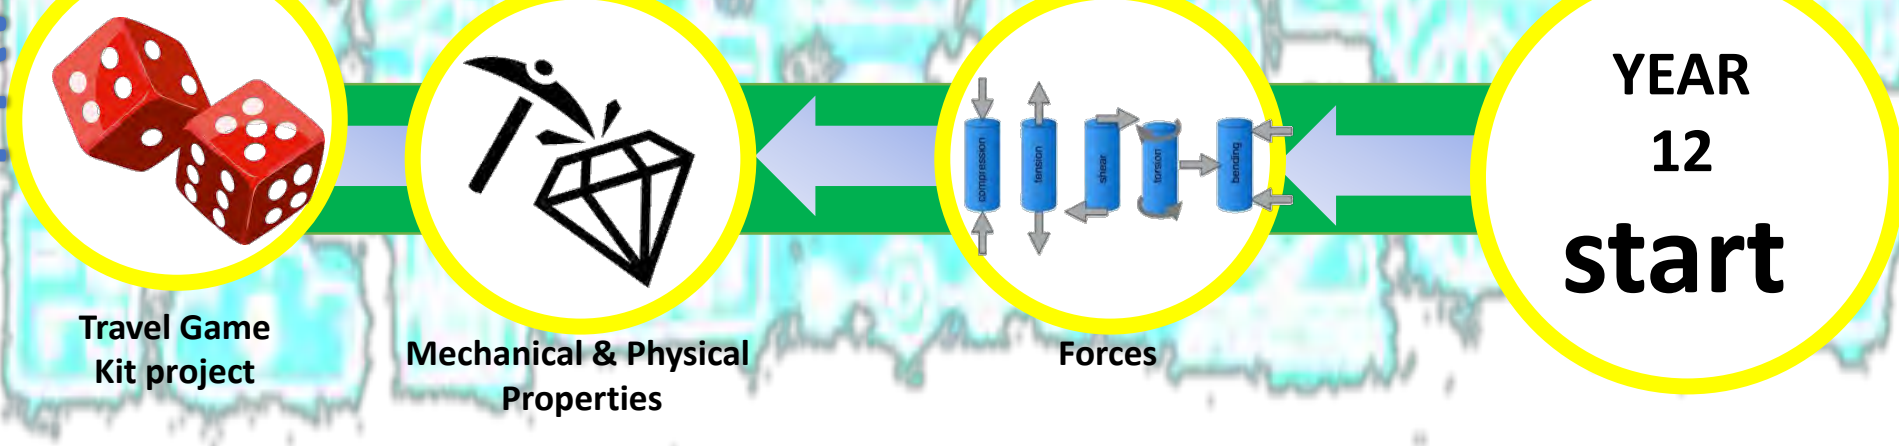 YEAR
12
start
compression
tension
shear
torsion
bending
Forces
Mechanical & Physical
Properties
Travel Game
Kit project